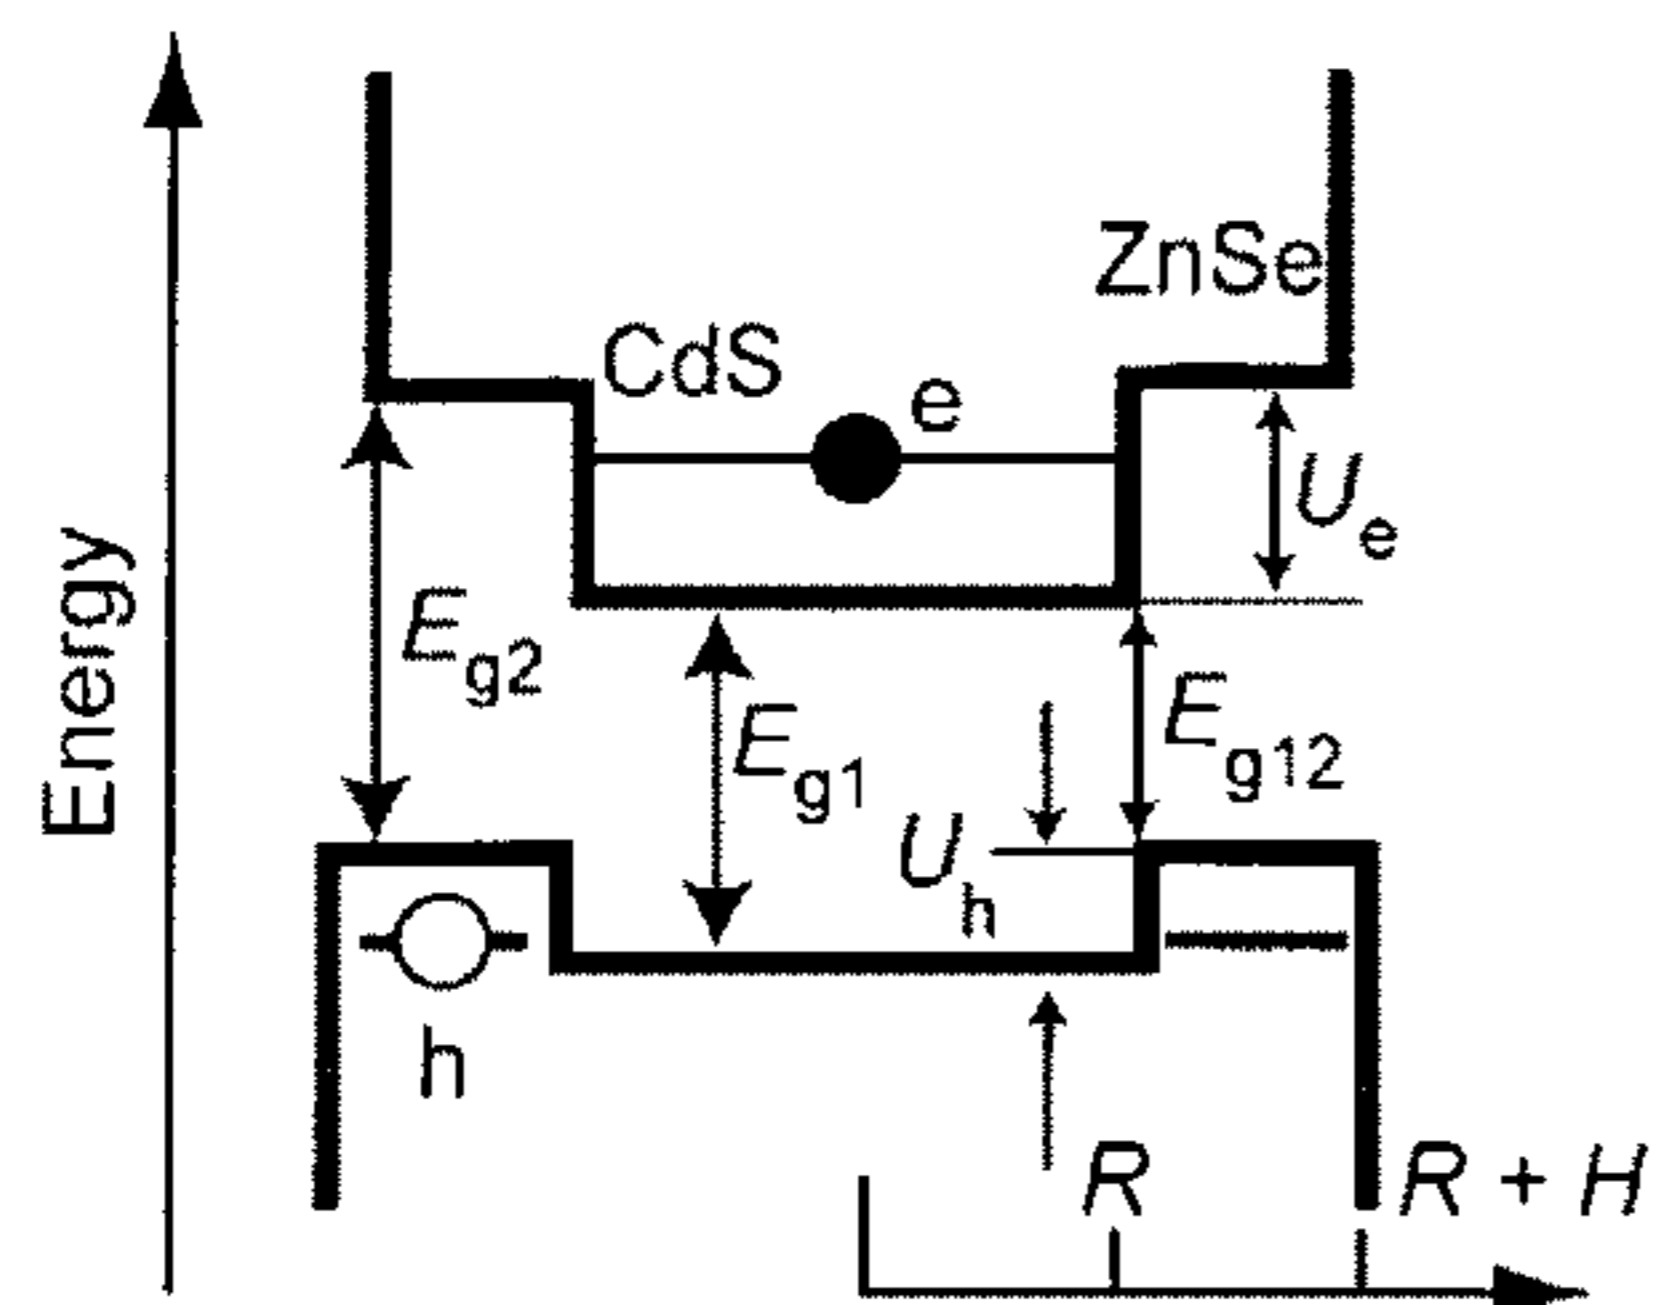 ZnSe
CdS
e
U_e
E_g2
E_g1
E_g12
U_h
h
Energy
R
R + H